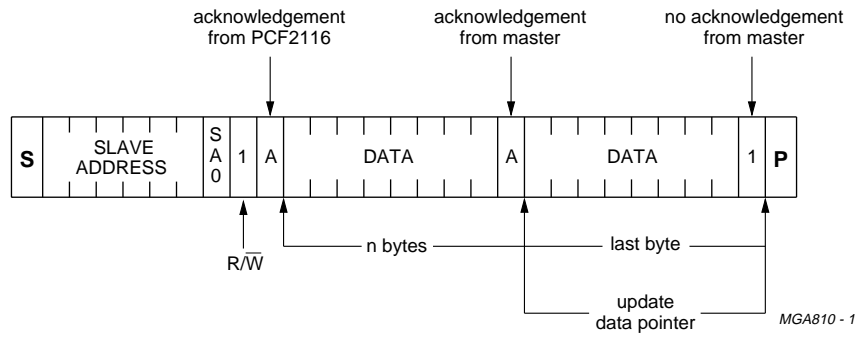 acknowledgement
from PCF2116
acknowledgement
from master
no acknowledgement
from master
S
SLAVE
ADDRESS
S
A
0
1
A
DATA
A
DATA
1
P
R/W̅
n bytes
last byte
update
data pointer
MGA810 - 1